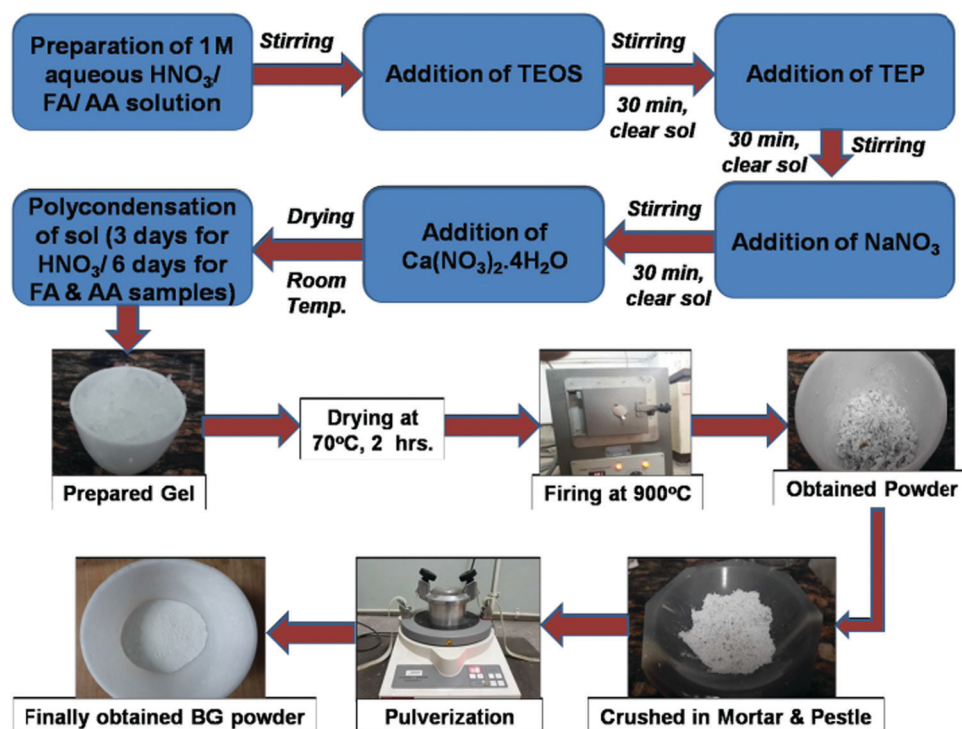 Preparation of 1M
aqueous HNO₃/
FA/ AA solution
Stirring
Addition of TEOS
Stirring
30 min,
clear sol
Addition of TEP
30 min,
clear sol
Stirring
Addition of NaNO₃
Stirring
30 min,
clear sol
Addition of
Ca(NO₃)₂.4H₂O
Drying
Room
Temp.
Polycondensation
of sol (3 days for
HNO₃/ 6 days for
FA & AA samples)
Prepared Gel
Drying at
70ºC, 2 hrs.
Firing at 900ºC
Obtained Powder
Crushed in Mortar & Pestle
Pulverization
Finally obtained BG powder